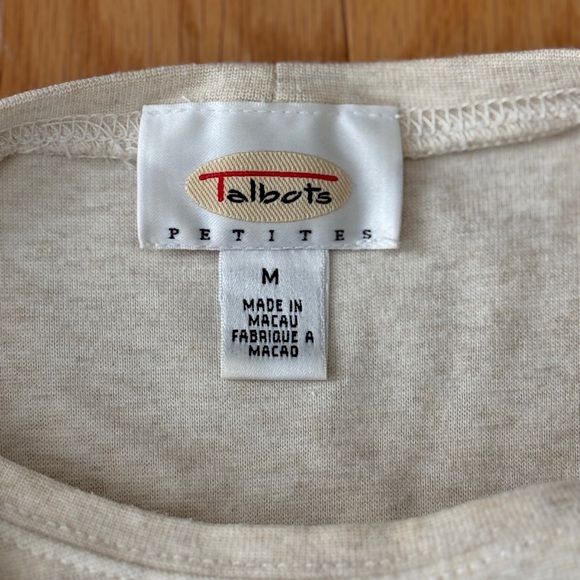 Talbots
PETITES
M
MADE IN
MACAU
FABRIQUE A
MACAO